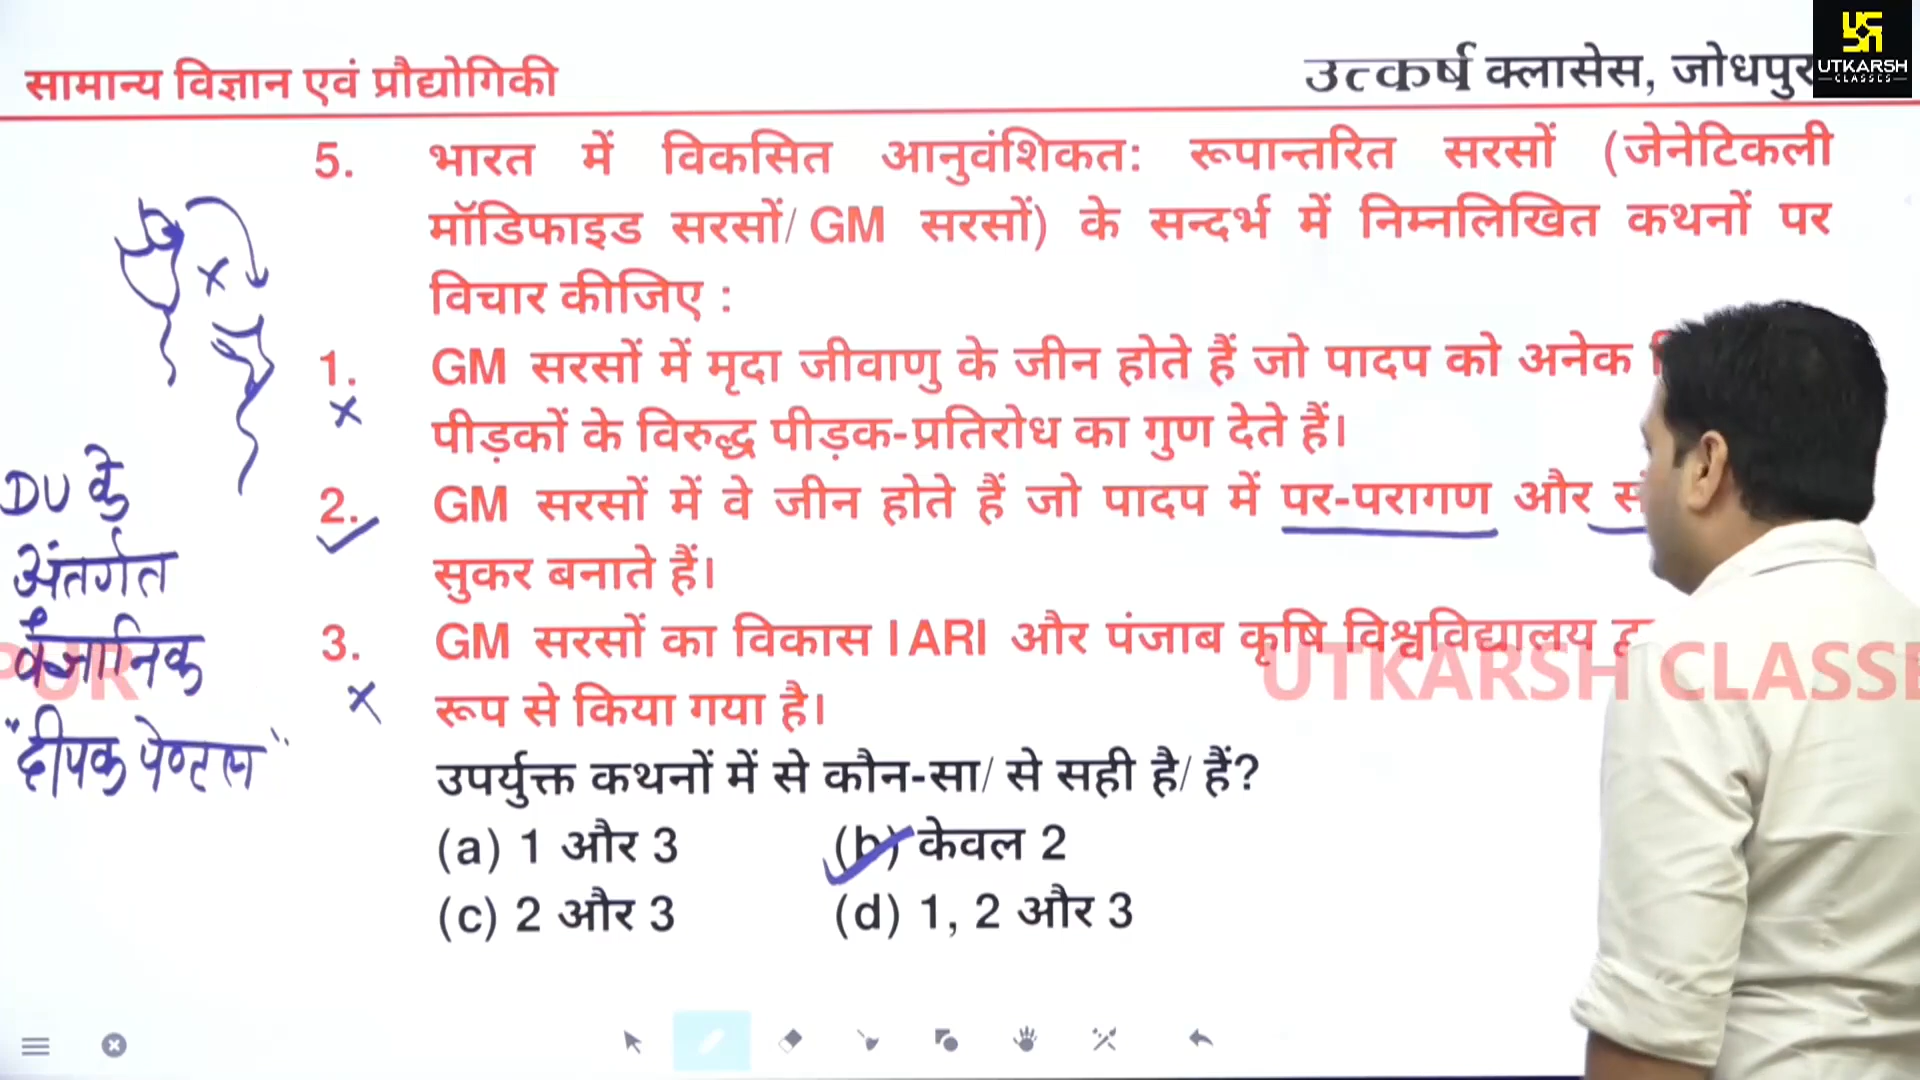 सामान्य विज्ञान एवं प्रौद्योगिकी
उत्कर्ष क्लासेस, जोधपुर
UTKARSH
CLASSES
5. भारत में विकसित आनुवंशिकत: रूपान्तरित सरसों (जेनेटिकली
मॉडिफाइड सरसों/ GM सरसों) के सन्दर्भ में निम्नलिखित कथनों पर
विचार कीजिए :
1. GM सरसों में मृदा जीवाणु के जीन होते हैं जो पादप को अनेक
पीड़कों के विरुद्ध पीड़क-प्रतिरोध का गुण देते हैं।
2. GM सरसों में वे जीन होते हैं जो पादप में पर-परागण और
सुकर बनाते हैं।
3. GM सरसों का विकास IARI और पंजाब कृषि विश्वविद्यालय
रूप से किया गया है।
उपर्युक्त कथनों में से कौन-सा/ से सही है/ हैं?
(a) 1 और 3 (b) केवल 2
(c) 2 और 3 (d) 1, 2 और 3
DU के
अंतर्गत
वैज्ञानिक
"दीपक पेण्टल"
PUR
UTKARSH CLASSE